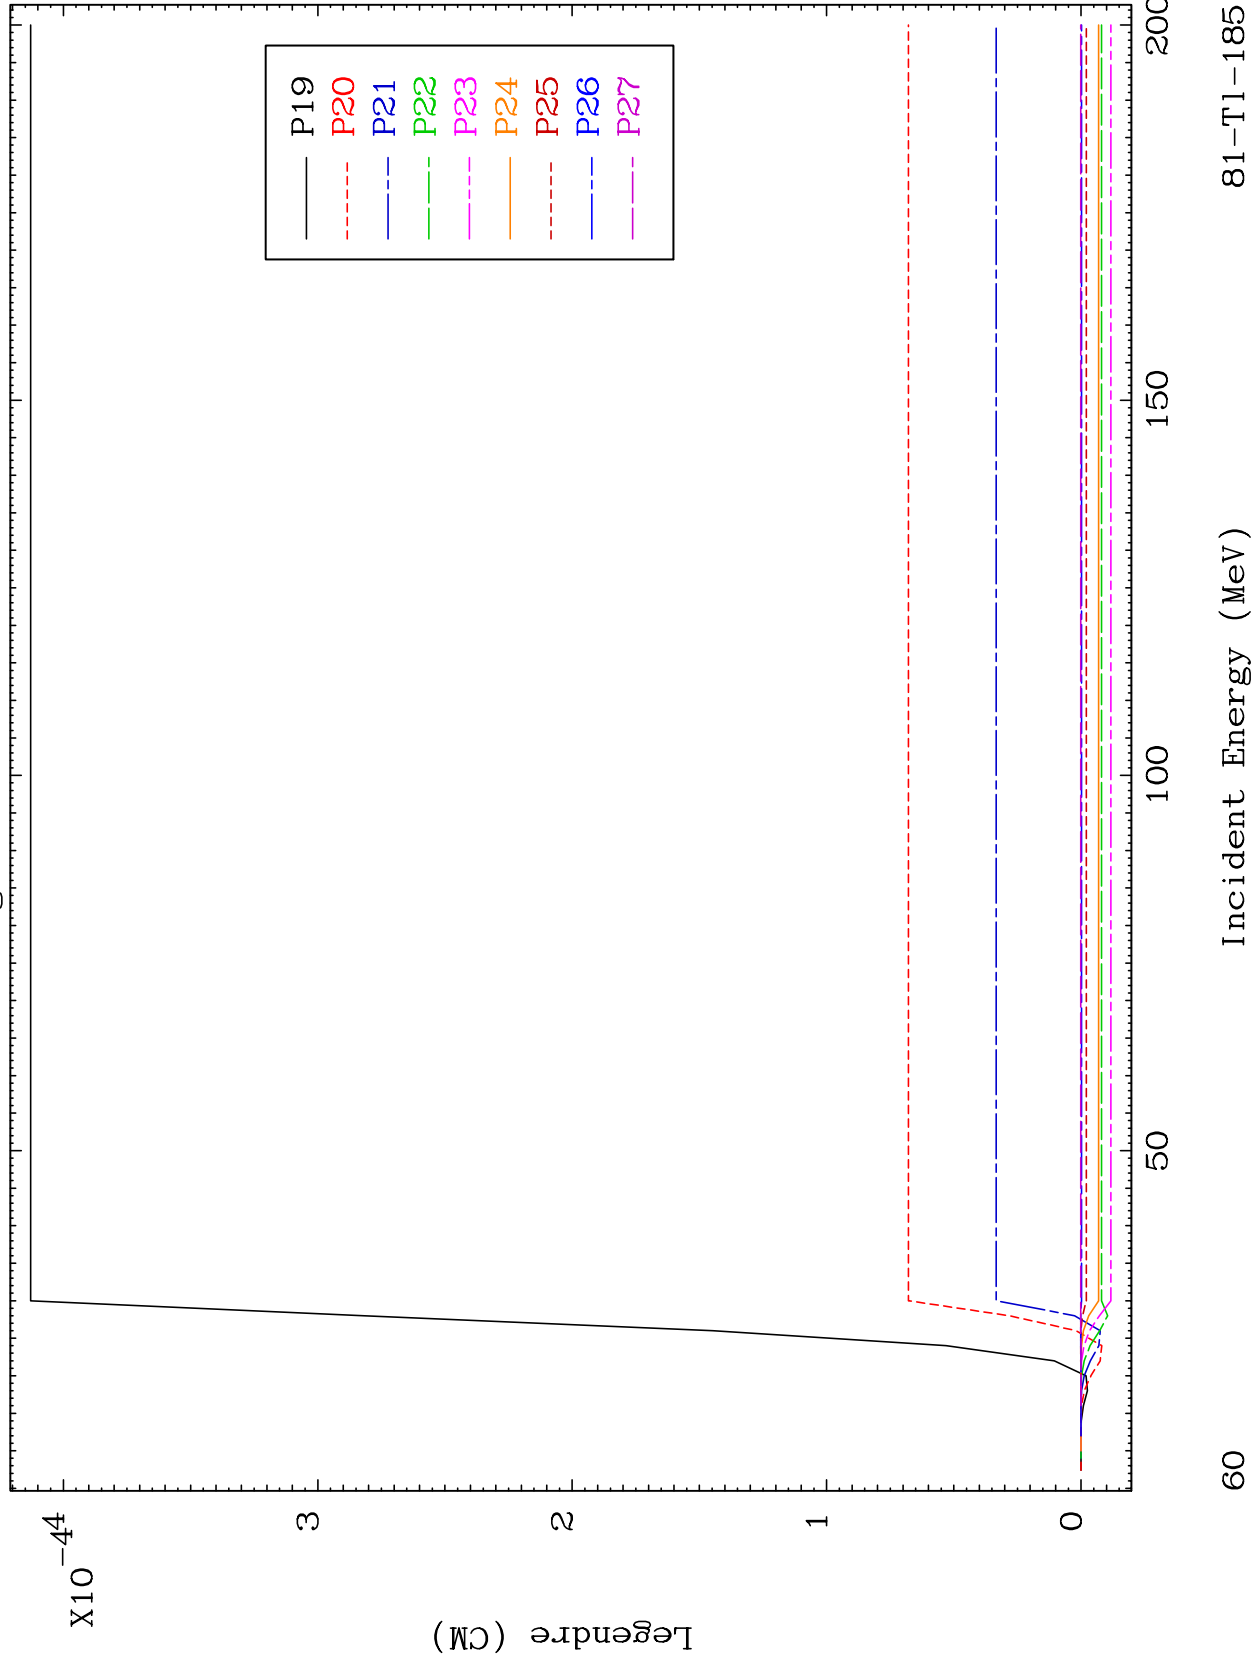 X10-4
4
3
2
1
0
Legendre (CM)
P19
P20
P21
P22
P23
P24
P25
P26
P27
50
100
150
200
Incident Energy (MeV)
60
81-Tl-185